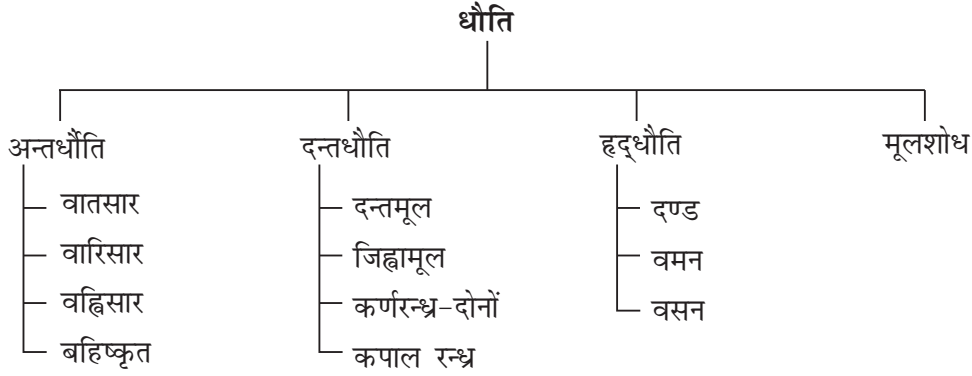 धौति
अन्तर्धौति
दन्तधौति
हृद्धौति
मूलशोध
वातसार
वारिसार
वह्निसार
बहिष्कृत
दन्तमूल
जिह्वामूल
कर्णरन्ध्र-दोनों
कपाल रन्ध्र
दण्ड
वमन
वसन